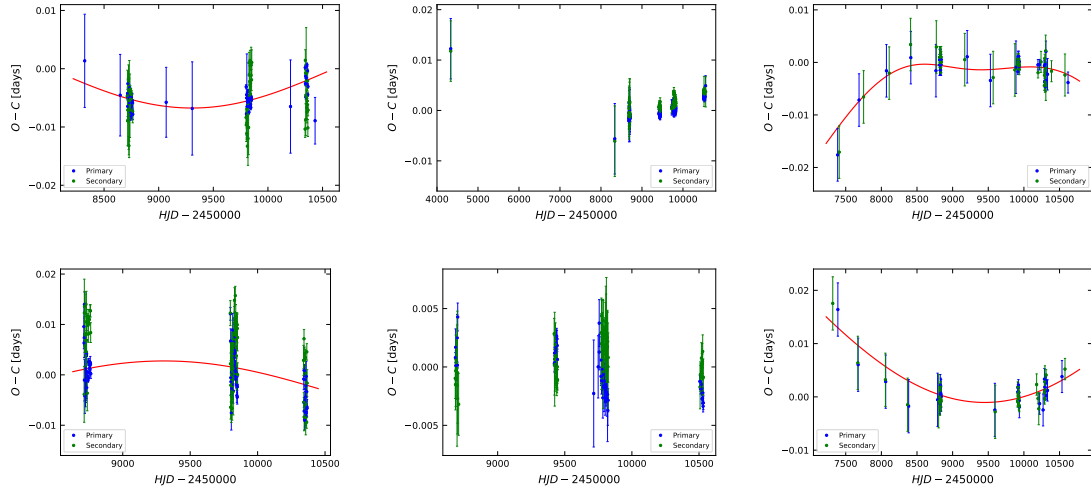 0.01
0.00
−0.01
−0.02
O − C [days]
Primary
Secondary
8500 9000 9500 10000 10500
HJD − 2450000
0.02
0.01
0.00
−0.01
O − C [days]
Primary
Secondary
4000 5000 6000 7000 8000 9000 10000
HJD − 2450000
0.01
0.00
−0.01
−0.02
O − C [days]
Primary
Secondary
7500 8000 8500 9000 9500 10000 10500
HJD − 2450000
0.02
0.01
0.00
−0.01
O − C [days]
Primary
Secondary
9000 9500 10000 10500
HJD − 2450000
0.005
0.000
−0.005
O − C [days]
Primary
Secondary
9000 9500 10000 10500
HJD − 2450000
0.02
0.01
0.00
−0.01
O − C [days]
Primary
Secondary
7500 8000 8500 9000 9500 10000 10500
HJD − 2450000